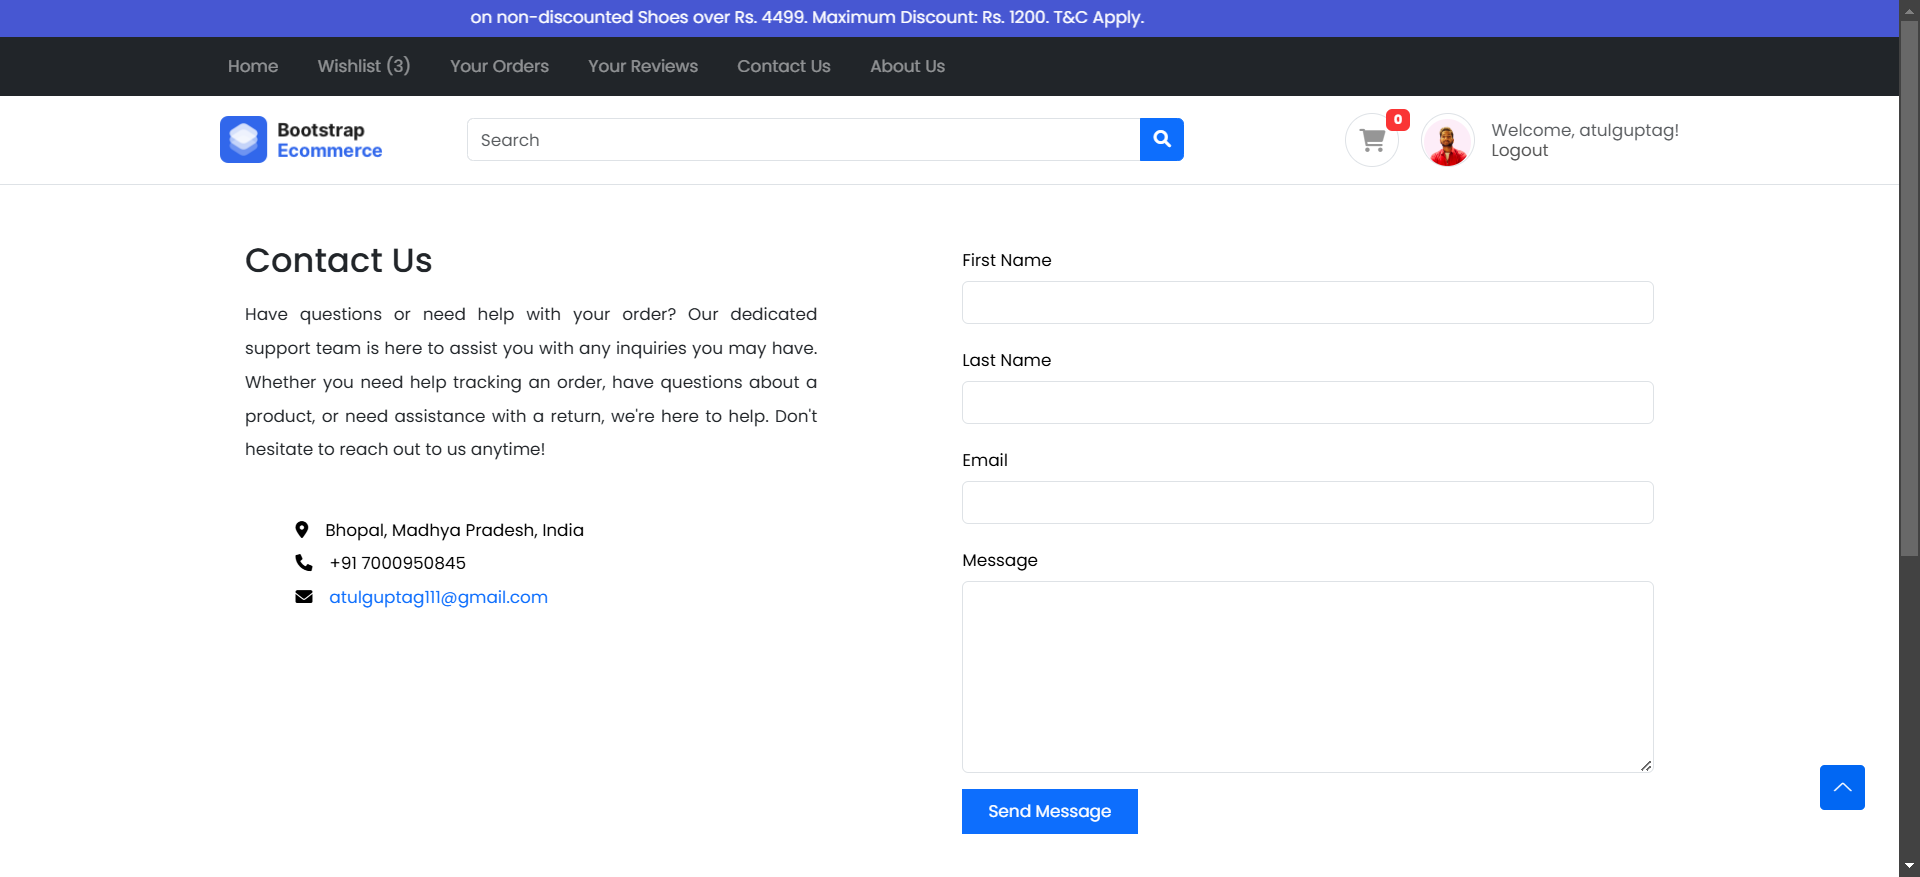 on non-discounted Shoes over Rs. 4499. Maximum Discount: Rs. 1200. T&C Apply.
Home Wishlist (3) Your Orders Your Reviews Contact Us About Us
Bootstrap
Ecommerce
Search
0
Welcome, atulguptag!
Logout
Contact Us
Have questions or need help with your order? Our dedicated
support team is here to assist you with any inquiries you may have.
Whether you need help tracking an order, have questions about a
product, or need assistance with a return, we're here to help. Don't
hesitate to reach out to us anytime!
Bhopal, Madhya Pradesh, India
+91 7000950845
atulguptag111@gmail.com
First Name
Last Name
Email
Message
Send Message